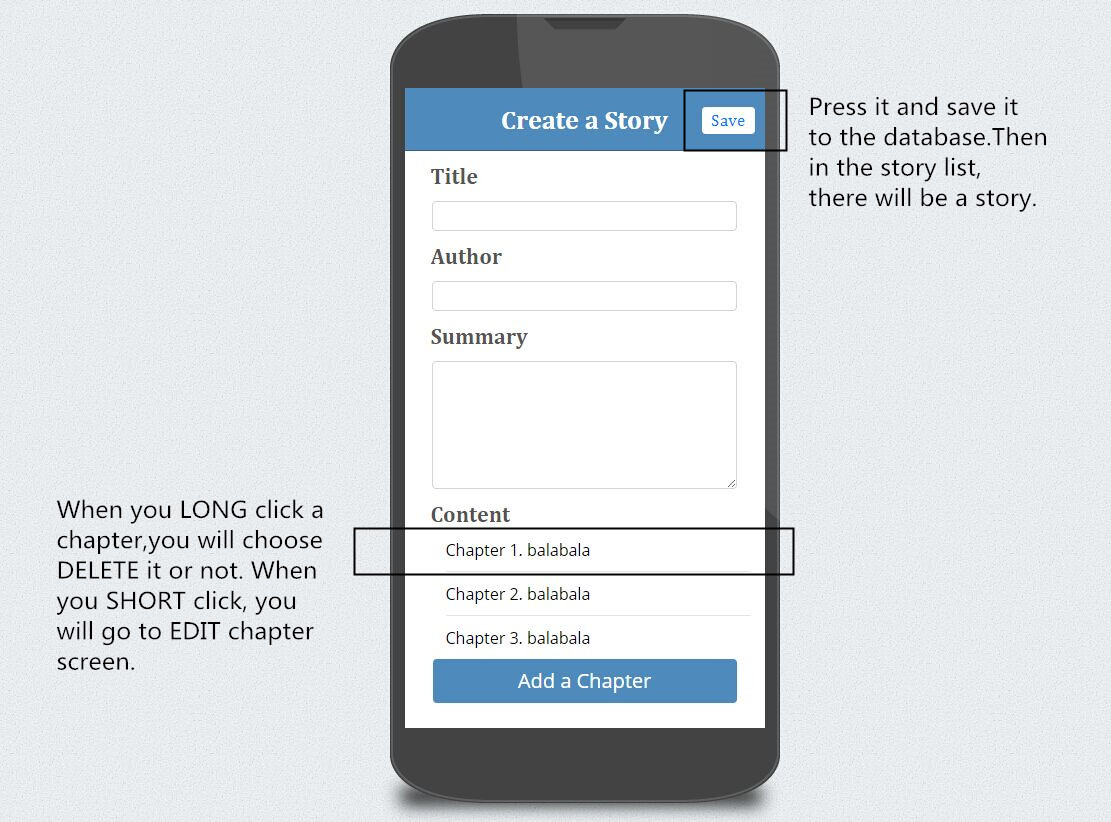 Create a Story
Save
Press it and save it
to the database.Then
in the story list,
there will be a story.
Title
Author
Summary
When you LONG click a
chapter,you will choose
DELETE it or not. When
you SHORT click, you
will go to EDIT chapter
screen.
Content
Chapter 1. balabala
Chapter 2. balabala
Chapter 3. balabala
Add a Chapter